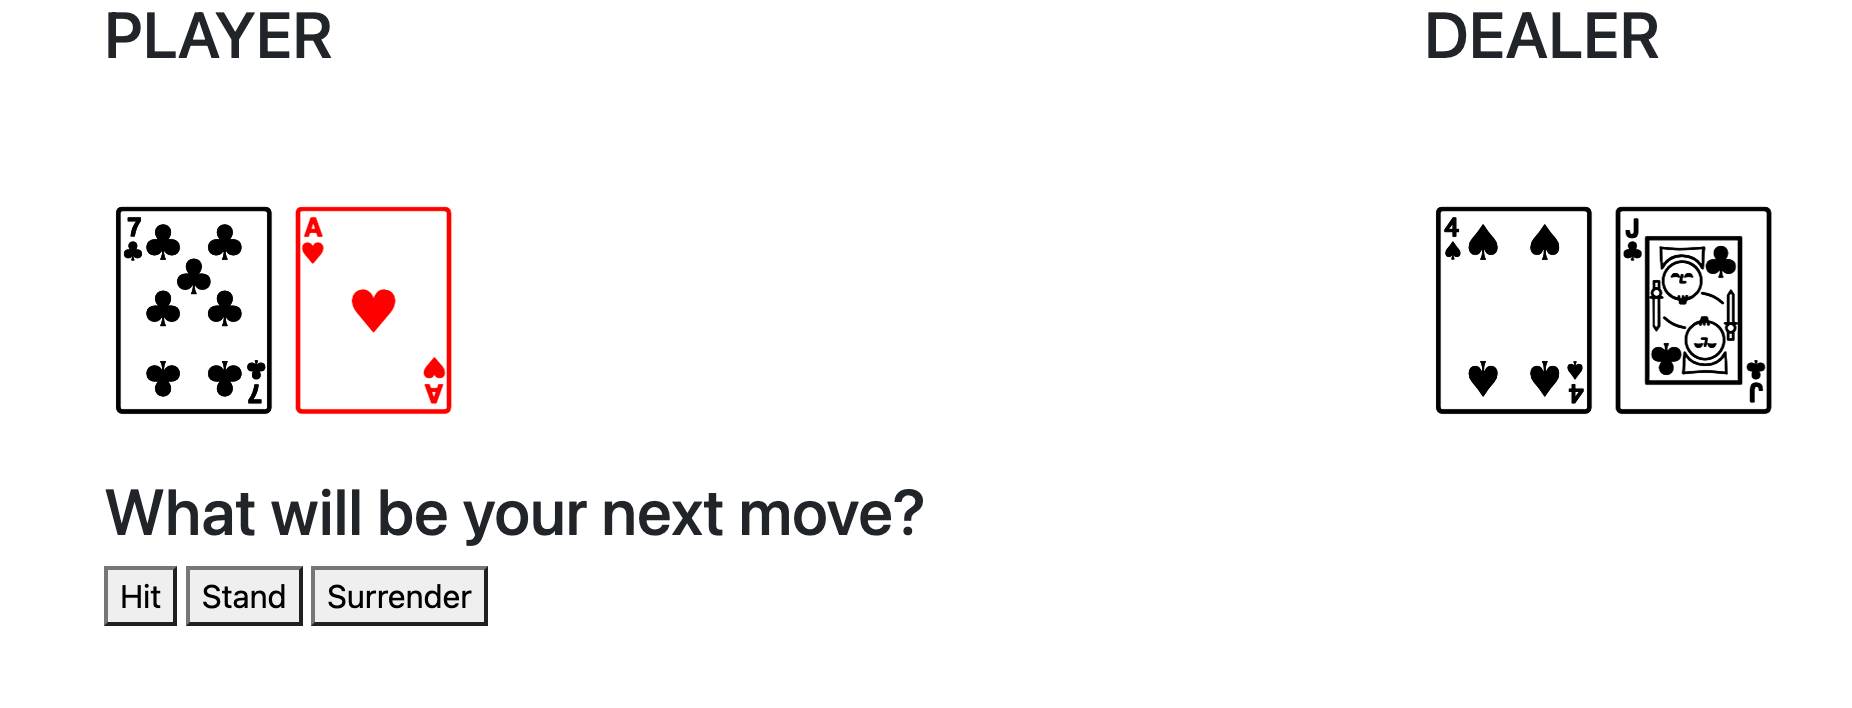 PLAYER
DEALER
7
A
4
J
7
A
4
J
What will be your next move?
Hit
Stand
Surrender